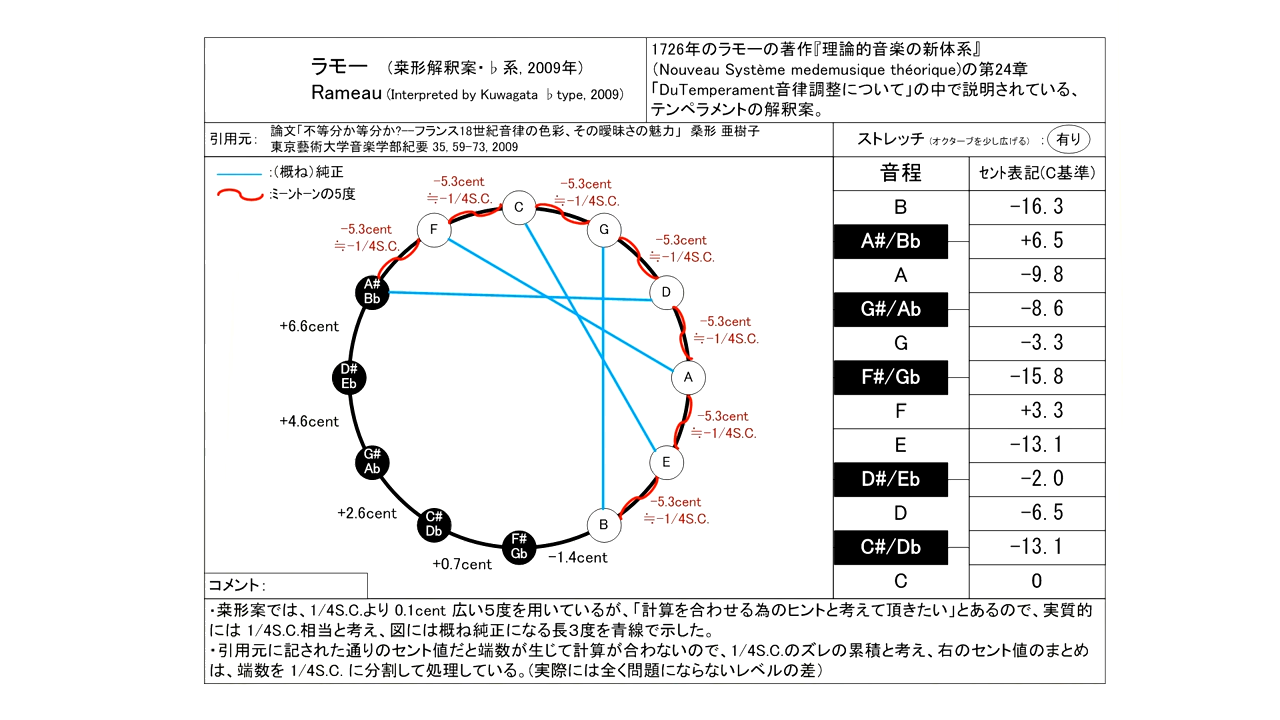 ラモー （桒形解釈案・♭系, 2009年）
Rameau (Interpreted by Kuwagata ♭type, 2009)
1726年のラモーの著作『理論的音楽の新体系』
（Nouveau Système medemusique théorique)の第24章
「DuTemperament音律調整について」の中で説明されている、
テンペラメントの解釈案。
引用元：
論文「不等分か等分か?--フランス18世紀音律の色彩、その曖昧さの魅力」 桑形 亜樹子
東京藝術大学音楽学部紀要 35, 59-73, 2009
ストレッチ （オクターブを少し広げる） ： 有り
：（概ね）純正
：ミーントーンの5度
音程 セント表記（C基準）
B -16.3
A#/Bb +6.5
A -9.8
G#/Ab -8.6
G -3.3
F#/Gb -15.8
F +3.3
E -13.1
D#/Eb -2.0
D -6.5
C#/Db -13.1
C 0
-5.3cent
≒-1/4S.C.
-5.3cent
≒-1/4S.C.
-5.3cent
≒-1/4S.C.
-5.3cent
≒-1/4S.C.
-5.3cent
≒-1/4S.C.
-5.3cent
≒-1/4S.C.
-5.3cent
≒-1/4S.C.
C
G
D
A
E
B
F#
Gb
C#
Db
G#
Ab
D#
Eb
A#
Bb
F
+6.6cent
+4.6cent
+2.6cent
+0.7cent
-1.4cent
コメント：
・桒形案では、1/4S.C.より 0.1cent 広い５度を用いているが、「計算を合わせる為のヒントと考えて頂きたい」とあるので、実質的
には 1/4S.C.相当と考え、図には概ね純正になる長３度を青線で示した。
・引用元に記された通りのセント値だと端数が生じて計算が合わないので、1/4S.C.のズレの累積と考え、右のセント値のまとめ
は、端数を 1/4S.C. に分割して処理している。（実際には全く問題にならないレベルの差）